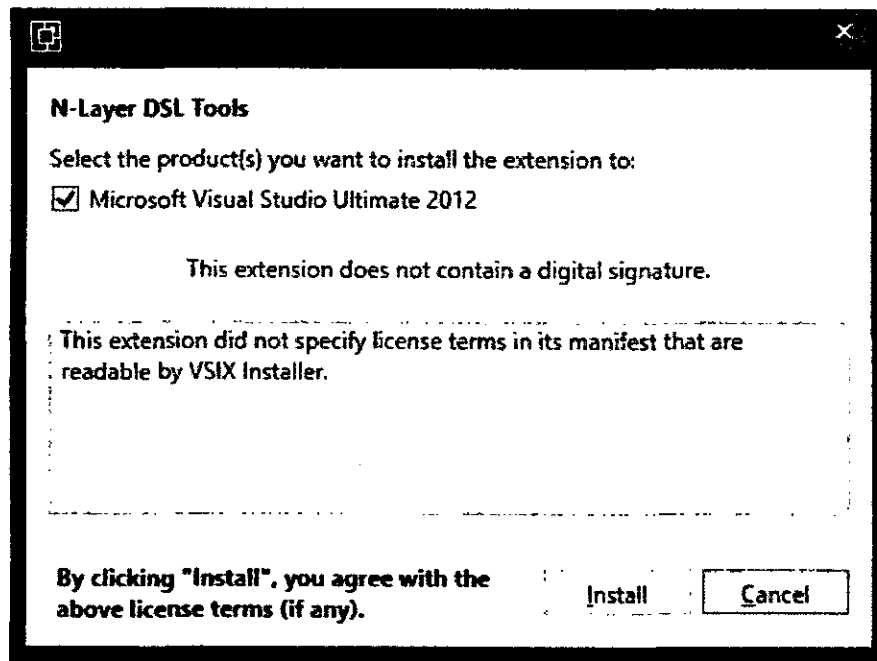 N-Layer DSL Tools
Select the product(s) you want to install the extension to:
Microsoft Visual Studio Ultimate 2012
This extension does not contain a digital signature.
This extension did not specify license terms in its manifest that are
readable by VSIX Installer.
By clicking "Install", you agree with the
above license terms (if any).
Install
Cancel